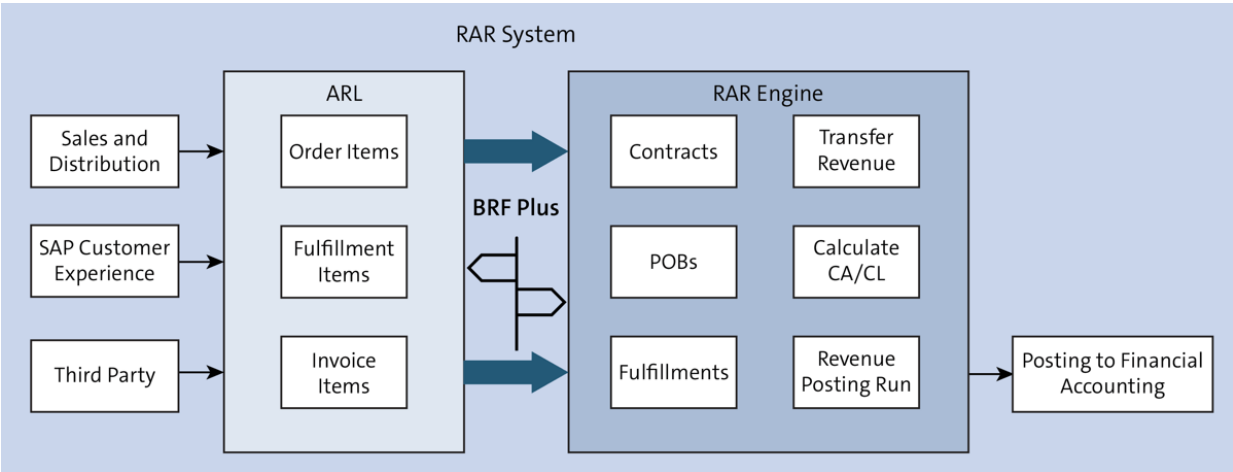 RAR System
ARL
RAR Engine
Sales and
Distribution
Order Items
Contracts
Transfer
Revenue
BRF Plus
SAP Customer
Experience
Fulfillment
Items
POBs
Calculate
CA/CL
Third Party
Invoice
Items
Fulfillments
Revenue
Posting Run
Posting to Financial
Accounting